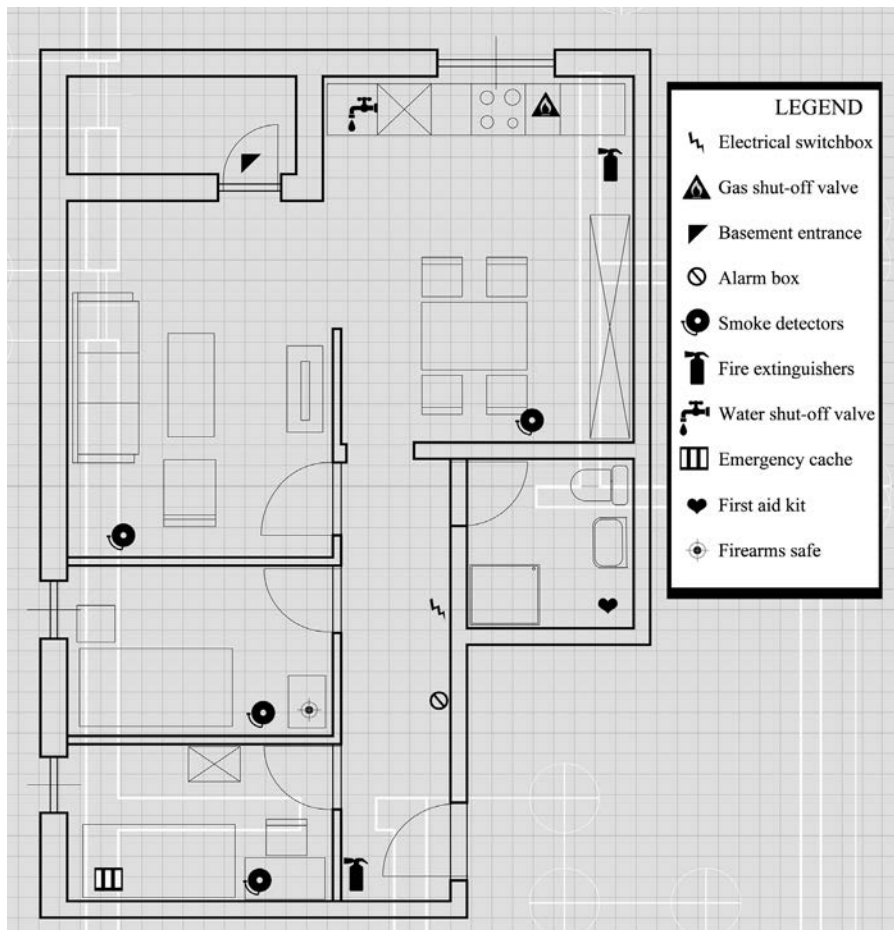 LEGEND
Electrical switchbox
Gas shut-off valve
Basement entrance
Alarm box
Smoke detectors
Fire extinguishers
Water shut-off valve
Emergency cache
First aid kit
Firearms safe